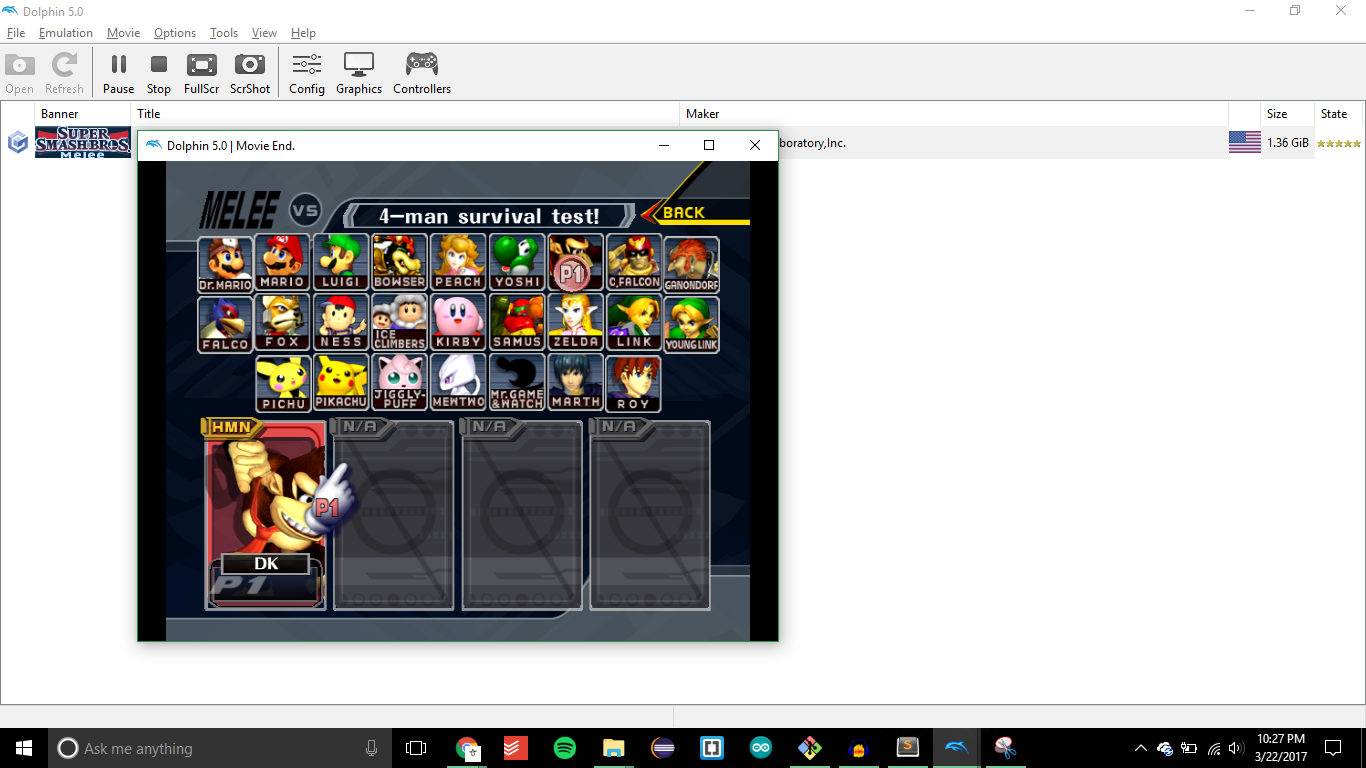 Dolphin 5.0
File Emulation Movie Options Tools View Help
Open Refresh Pause Stop FullScr ScrShot Config Graphics Controllers
Banner Title Maker Size State
SUPER
SMASH BROS.
Melee
boratory,Inc. 1.36 GiB
Dolphin 5.0 | Movie End.
MELEE VS 4-man survival test! BACK
DR.MARIO MARIO LUIGI BOWSER PEACH YOSHI P1 C.FALCON GANONDORF
FALCO FOX NESS ICE CLIMBERS KIRBY SAMUS ZELDA LINK YOUNG LINK
PICHU PIKACHU JIGGLY-PUFF MEWTWO Mr.GAME &WATCH MARTH ROY
HMN N/A N/A N/A
P1
DK
P1
Ask me anything
10:27 PM
3/22/2017